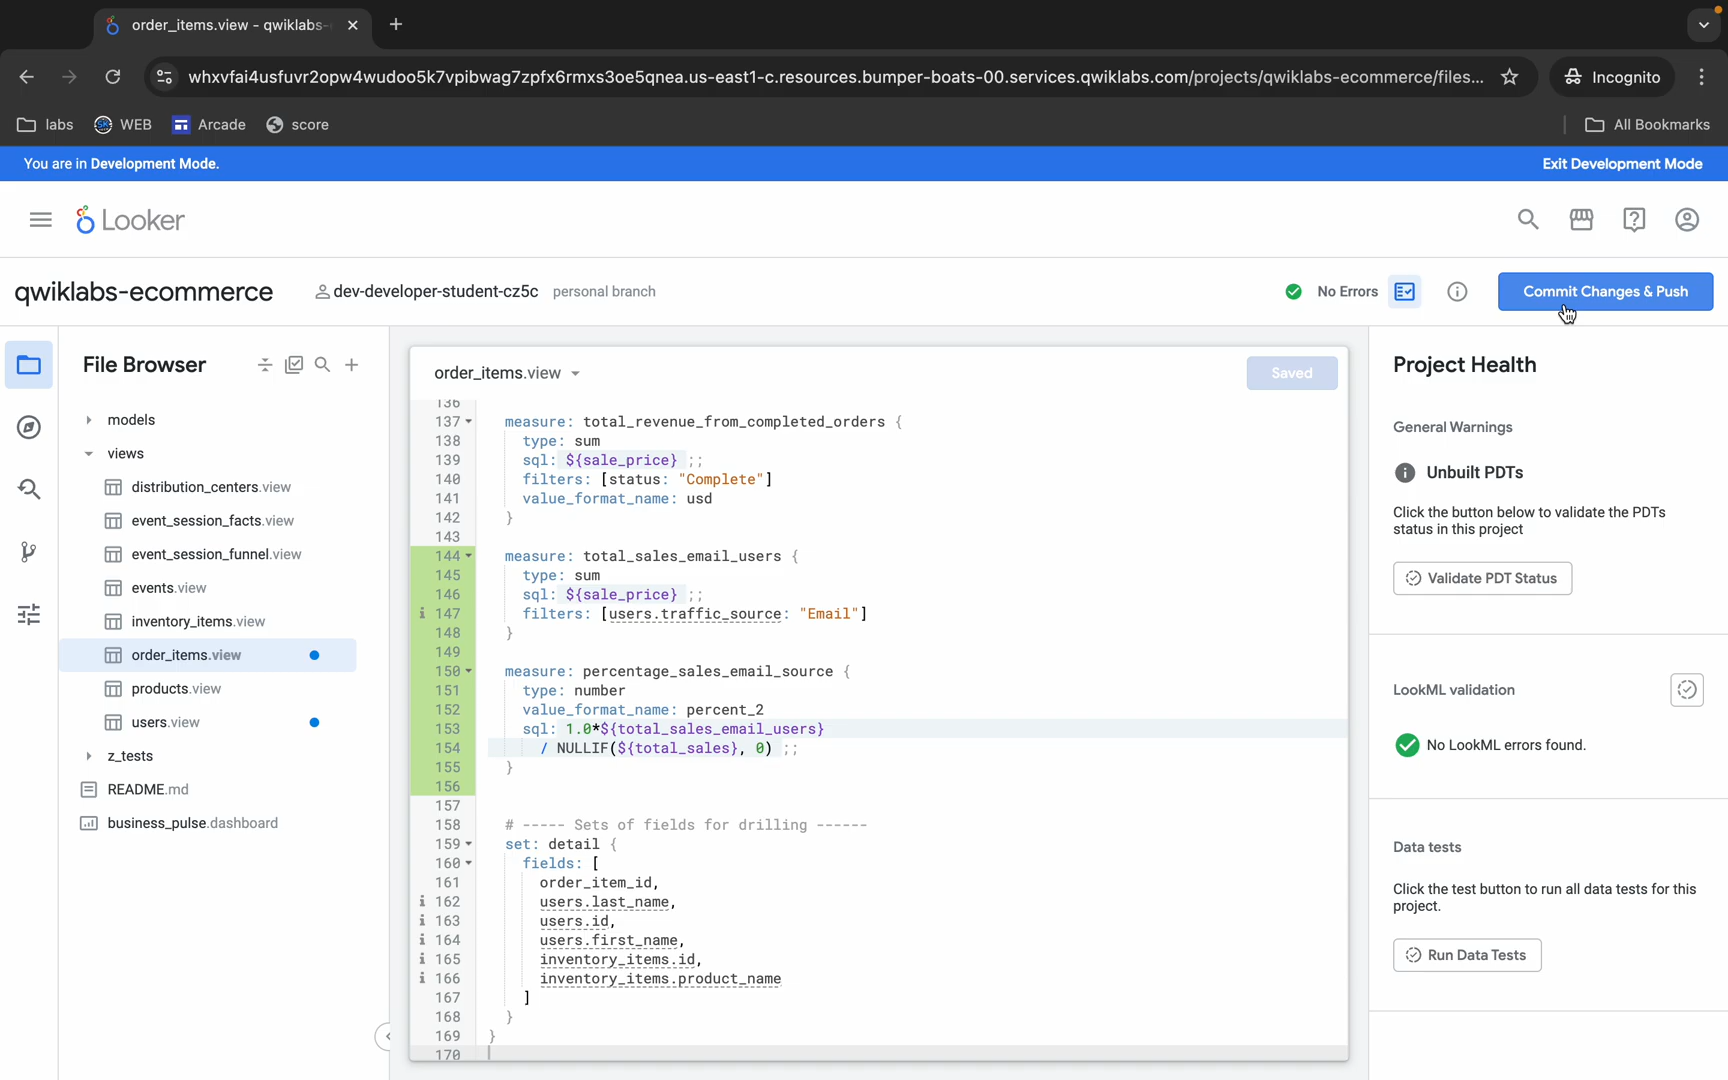 order_items.view - qwiklabs-
whxvfai4usfuvr2opw4wudoo5k7vpibwag7zpfx6rmxs3oe5qnea.us-east1-c.resources.bumper-boats-00.services.qwiklabs.com/projects/qwiklabs-ecommerce/files...
Incognito
labs
WEB
Arcade
score
All Bookmarks
You are in Development Mode.
Exit Development Mode
Looker
qwiklabs-ecommerce
dev-developer-student-cz5c personal branch
No Errors
Commit Changes & Push
File Browser
models
views
distribution_centers.view
event_session_facts.view
event_session_funnel.view
events.view
inventory_items.view
order_items.view
products.view
users.view
z_tests
README.md
business_pulse.dashboard
order_items.view
Saved
136
137 measure: total_revenue_from_completed_orders {
138 type: sum
139 sql: ${sale_price} ;;
140 filters: [status: "Complete"]
141 value_format_name: usd
142 }
143
144 measure: total_sales_email_users {
145 type: sum
146 sql: ${sale_price} ;;
147 filters: [users.traffic_source: "Email"]
148 }
149
150 measure: percentage_sales_email_source {
151 type: number
152 value_format_name: percent_2
153 sql: 1.0*${total_sales_email_users}
154 / NULLIF(${total_sales}, 0) ;;
155 }
156
157
158 # ----- Sets of fields for drilling ------
159 set: detail {
160 fields: [
161 order_item_id,
162 users.last_name,
163 users.id,
164 users.first_name,
165 inventory_items.id,
166 inventory_items.product_name
167 ]
168 }
169 }
170
Project Health
General Warnings
Unbuilt PDTs
Click the button below to validate the PDTs
status in this project
Validate PDT Status
LookML validation
No LookML errors found.
Data tests
Click the test button to run all data tests for this
project.
Run Data Tests